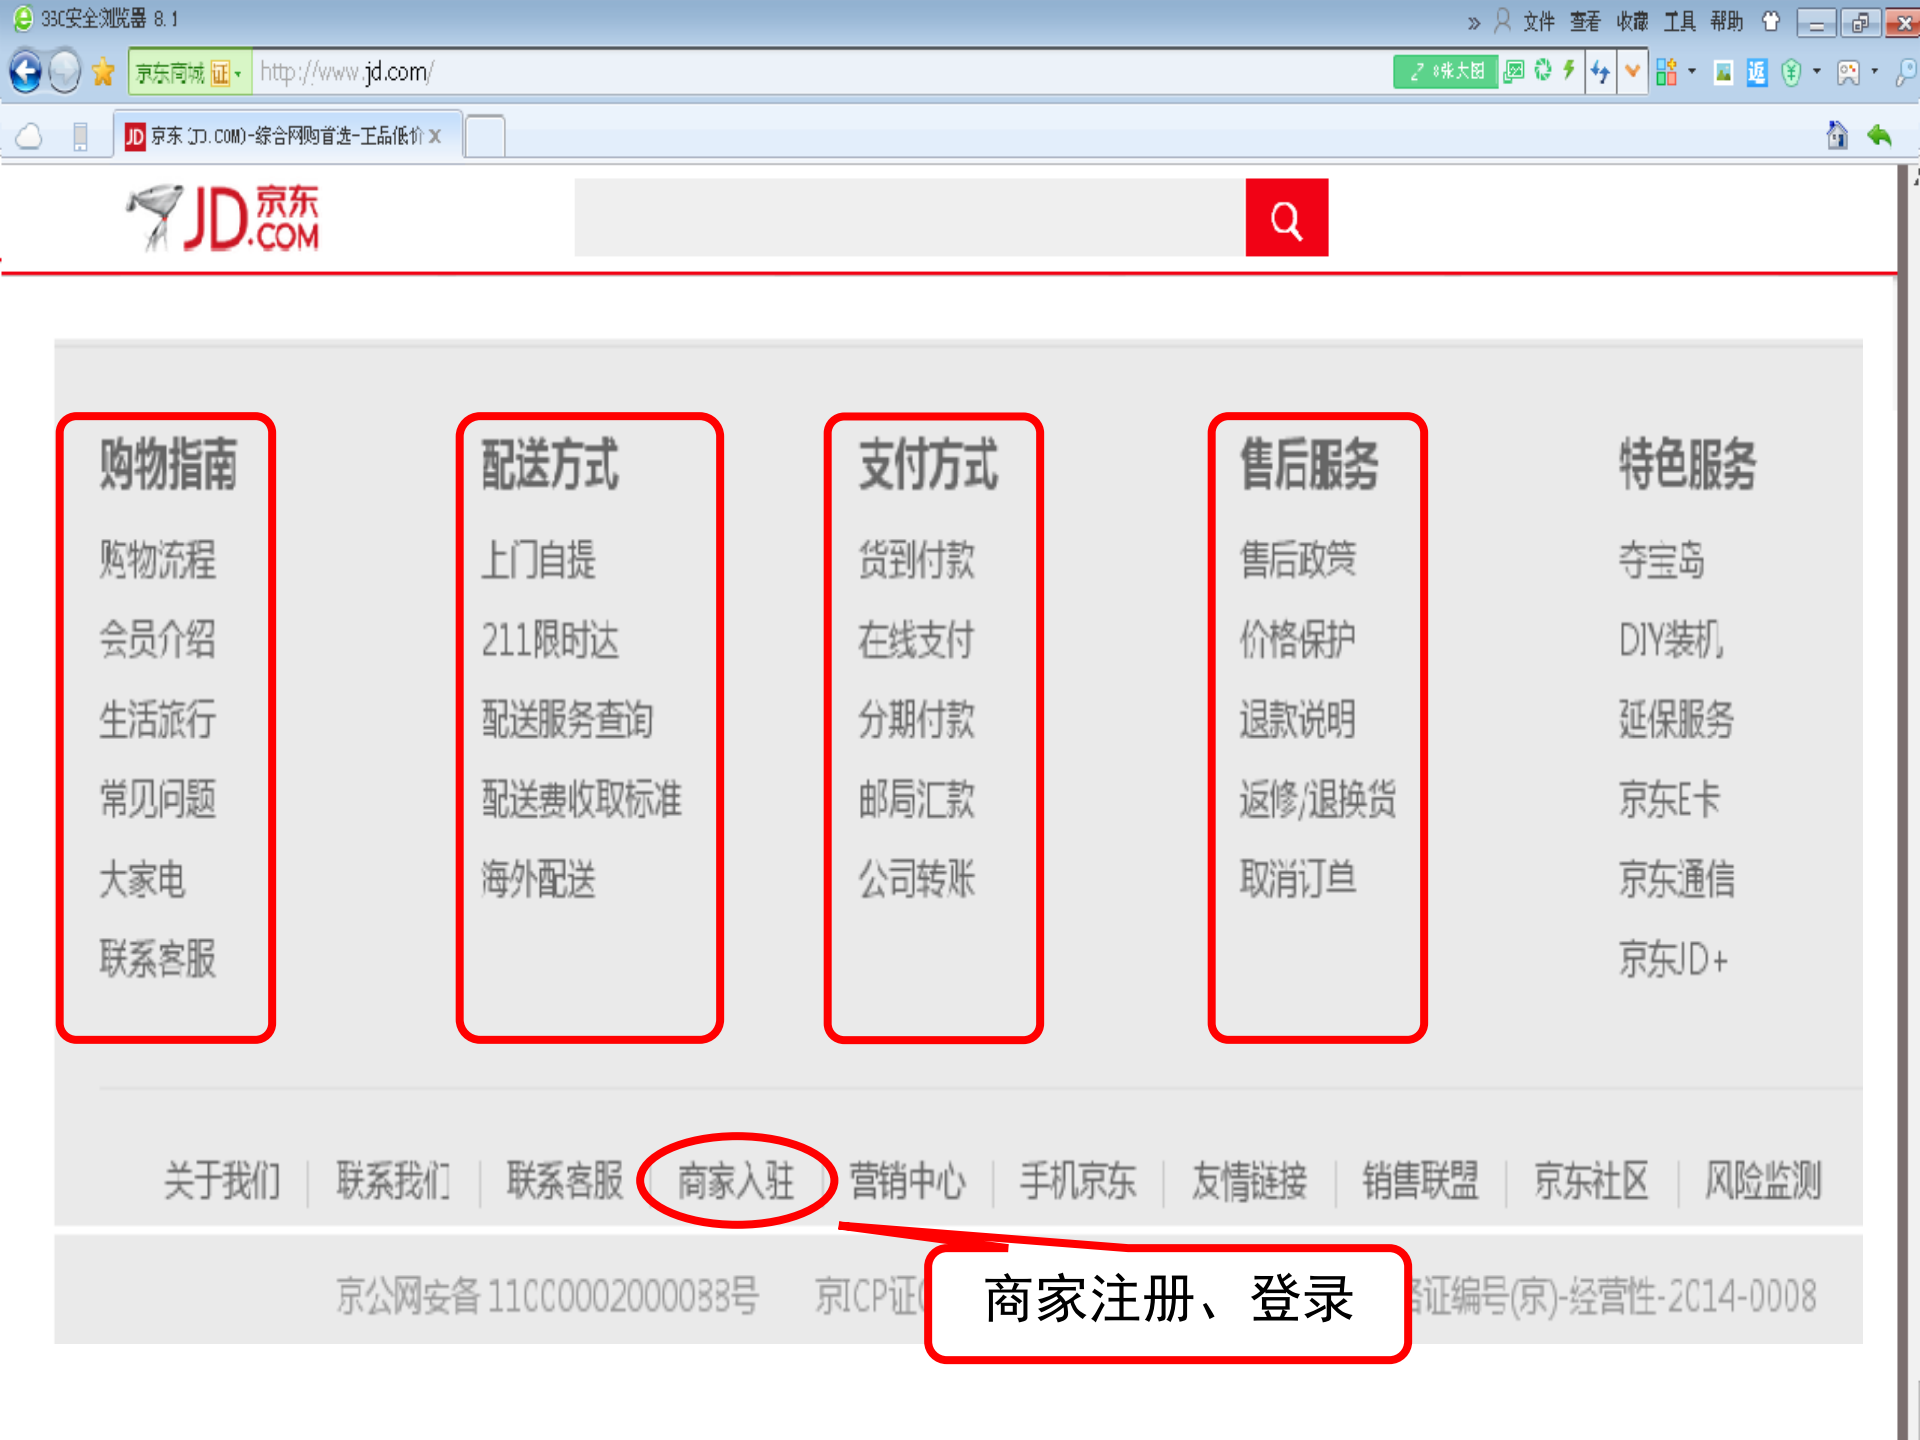 360安全浏览器 8.1
» 文件 查看 收藏 工具 帮助
京东商城 证 http://www.jd.com/
张大图 返
JD 京东(JD.COM)-综合网购首选-正品低价
JD 京东
.COM
购物指南 配送方式 支付方式 售后服务 特色服务
购物流程 上门自提 货到付款 售后政策 夺宝岛
会员介绍 211限时达 在线支付 价格保护 DIY装机
生活旅行 配送服务查询 分期付款 退款说明 延保服务
常见问题 配送费收取标准 邮局汇款 返修/退换货 京东E卡
大家电 海外配送 公司转账 取消订单 京东通信
联系客服 京东JD+
关于我们 联系我们 联系客服 商家入驻 营销中心 手机京东 友情链接 销售联盟 京东社区 风险监测
京公网安备 11000002000088号 京ICP证 证编号(京)-经营性-2014-0008
商家注册、登录